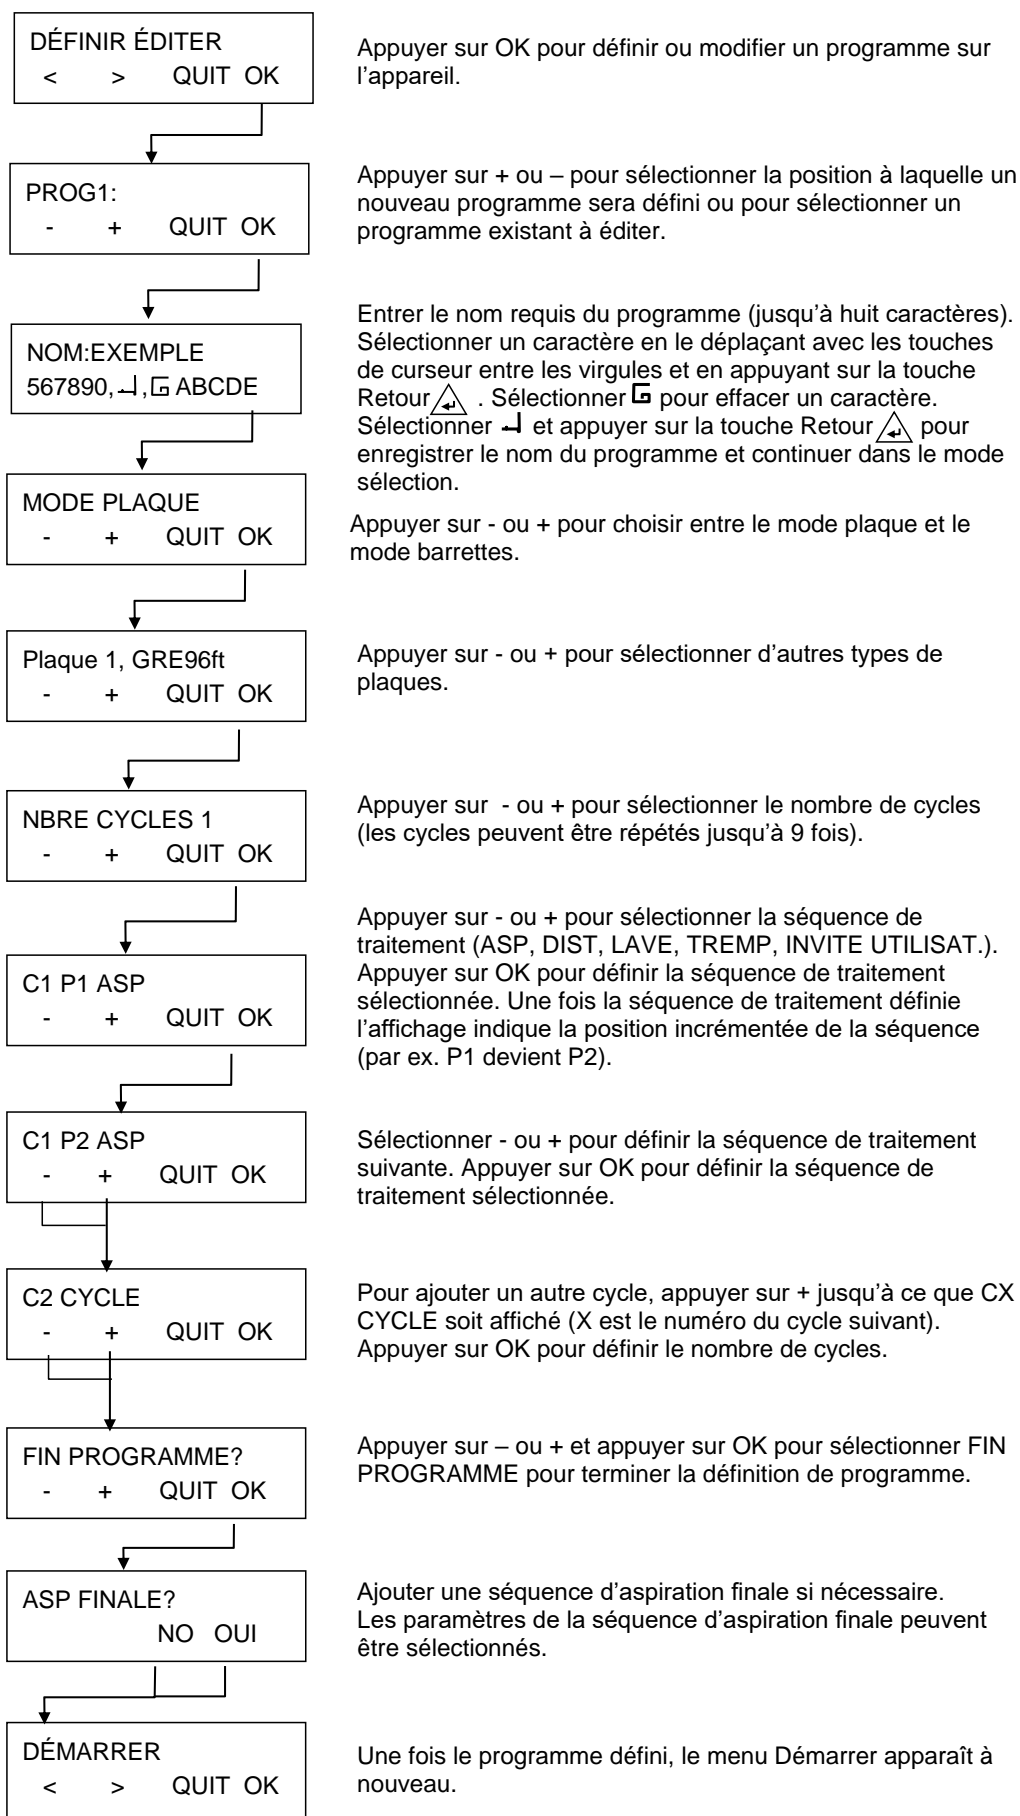 DÉFINIR ÉDITER
< > QUIT OK
Appuyer sur OK pour définir ou modifier un programme sur
l’appareil.
PROG1:
- + QUIT OK
Appuyer sur + ou – pour sélectionner la position à laquelle un
nouveau programme sera défini ou pour sélectionner un
programme existant à éditer.
NOM:EXEMPLE
567890, ,  ABCDE
Entrer le nom requis du programme (jusqu’à huit caractères).
Sélectionner un caractère en le déplaçant avec les touches
de curseur entre les virgules et en appuyant sur la touche
Retour . Sélectionner  pour effacer un caractère.
Sélectionner  et appuyer sur la touche Retour  pour
enregistrer le nom du programme et continuer dans le mode
sélection.
MODE PLAQUE
- + QUIT OK
Appuyer sur - ou + pour choisir entre le mode plaque et le
mode barrettes.
Plaque 1, GRE96ft
- + QUIT OK
Appuyer sur - ou + pour sélectionner d’autres types de
plaques.
NBRE CYCLES 1
- + QUIT OK
Appuyer sur - ou + pour sélectionner le nombre de cycles
(les cycles peuvent être répétés jusqu’à 9 fois).
C1 P1 ASP
- + QUIT OK
Appuyer sur - ou + pour sélectionner la séquence de
traitement (ASP, DIST, LAVE, TREMP, INVITE UTILISAT.).
Appuyer sur OK pour définir la séquence de traitement
sélectionnée. Une fois la séquence de traitement définie
l’affichage indique la position incrémentée de la séquence
(par ex. P1 devient P2).
C1 P2 ASP
- + QUIT OK
Sélectionner - ou + pour définir la séquence de traitement
suivante. Appuyer sur OK pour définir la séquence de
traitement sélectionnée.
C2 CYCLE
- + QUIT OK
Pour ajouter un autre cycle, appuyer sur + jusqu’à ce que CX
CYCLE soit affiché (X est le numéro du cycle suivant).
Appuyer sur OK pour définir le nombre de cycles.
FIN PROGRAMME?
- + QUIT OK
Appuyer sur – ou + et appuyer sur OK pour sélectionner FIN
PROGRAMME pour terminer la définition de programme.
ASP FINALE?
NO OUI
Ajouter une séquence d’aspiration finale si nécessaire.
Les paramètres de la séquence d’aspiration finale peuvent
être sélectionnés.
DÉMARRER
< > QUIT OK
Une fois le programme défini, le menu Démarrer apparaît à
nouveau.